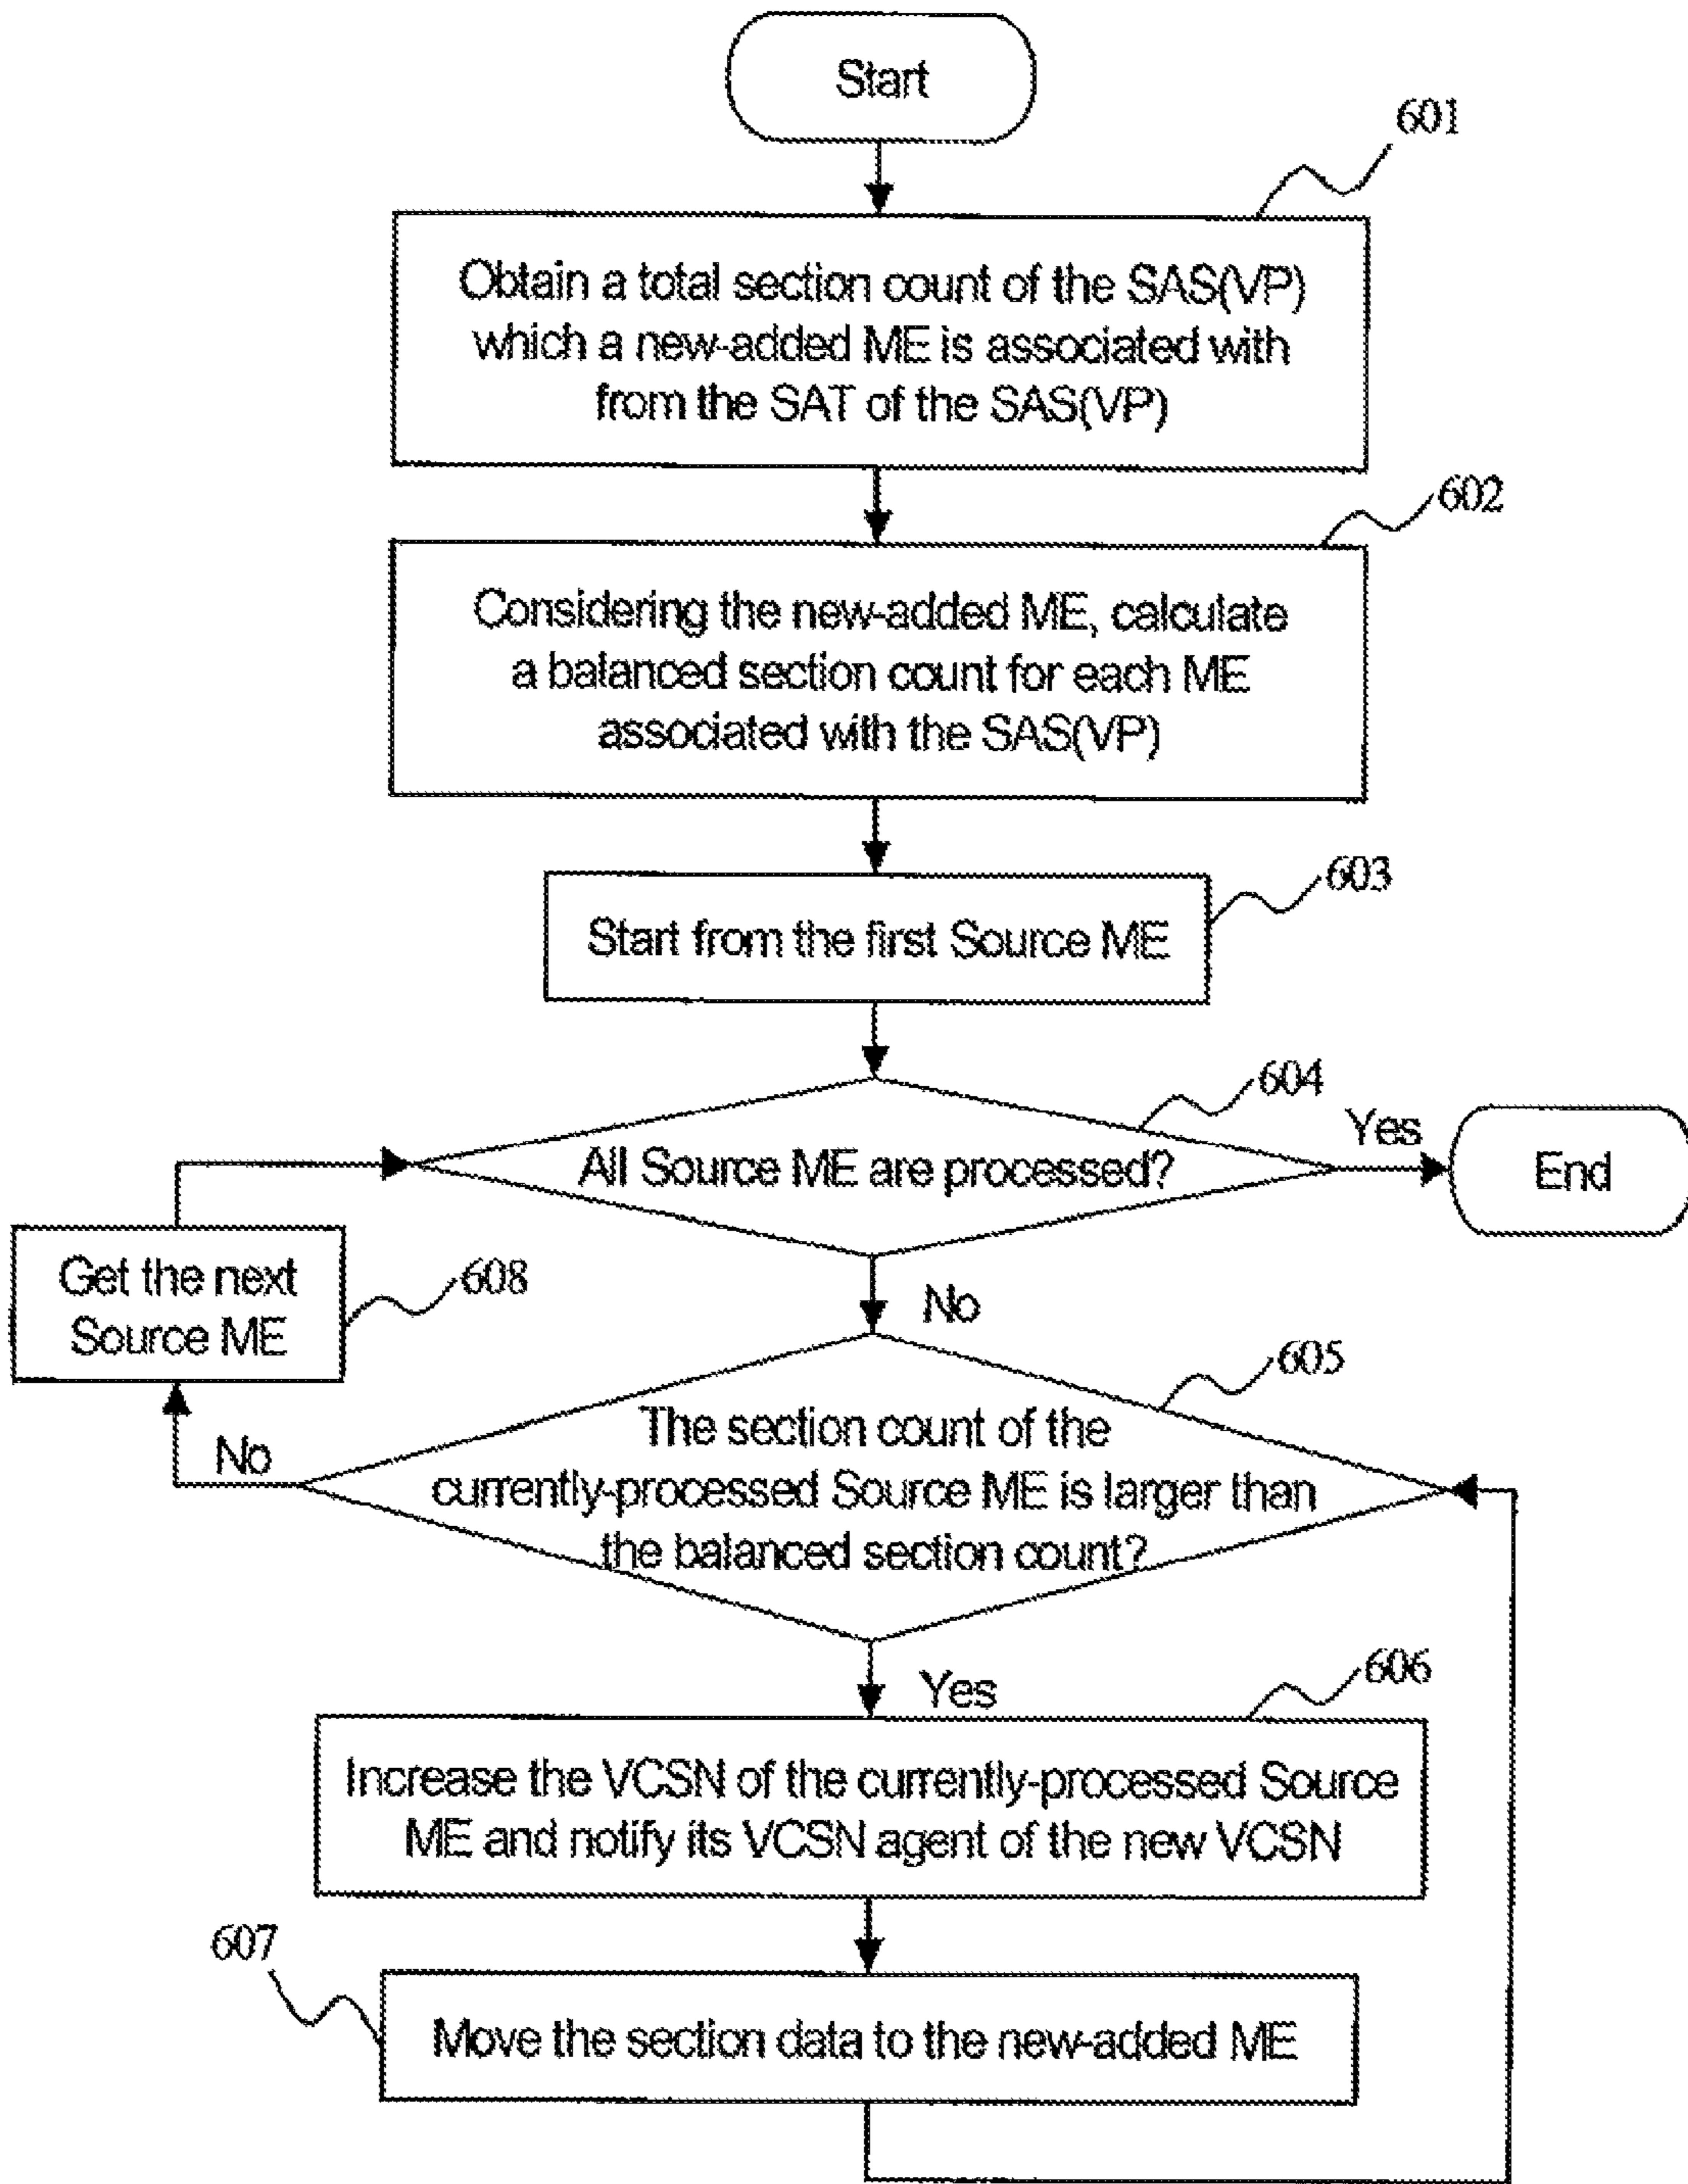 Start
601
Obtain a total section count of the SAS(VP)
which a new-added ME is associated with
from the SAT of the SAS(VP)
602
Considering the new-added ME, calculate
a balanced section count for each ME
associated with the SAS(VP)
603
Start from the first Source ME
604
All Source ME are processed?
Yes
End
Get the next
Source ME
608
No
605
The section count of the
currently-processed Source ME is larger than
the balanced section count?
No
Yes
606
Increase the VCSN of the currently-processed Source
ME and notify its VCSN agent of the new VCSN
607
Move the section data to the new-added ME